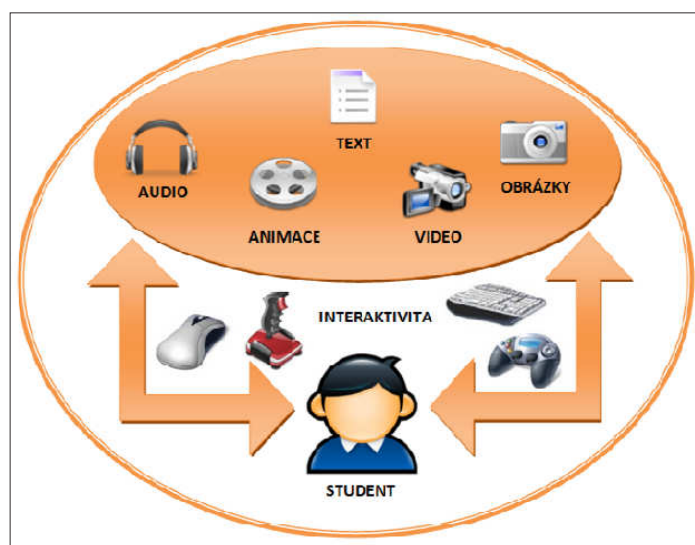 TEXT
AUDIO
OBRÁZKY
ANIMACE
VIDEO
INTERAKTIVITA
STUDENT